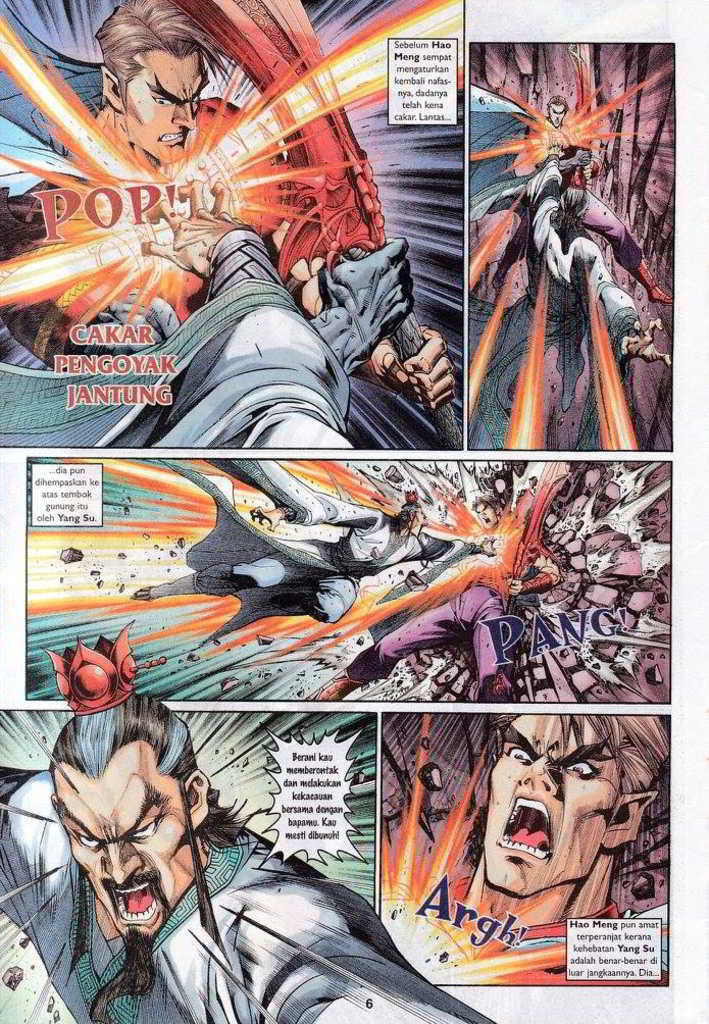 Sebelum Hao
Meng sempat
mengaturkan
kembali nafas-
nya, dadanya
telah kena
cakar. Lantas...
POP!
CAKAR
PENGOYAK
JANTUNG
...dia pun
dihempaskan ke
atas tembok
gunung itu
oleh Yang Su.
PANG!
Berani kau
memberontak
dan melakukan
kekacauan
bersama dengan
bapamu. Kau
mesti dibunuh!
Argh!
Hao Meng pun amat
terperanjat kerana
kehebatan Yang Su
adalah benar-benar di
luar jangkaannya. Dia...
6